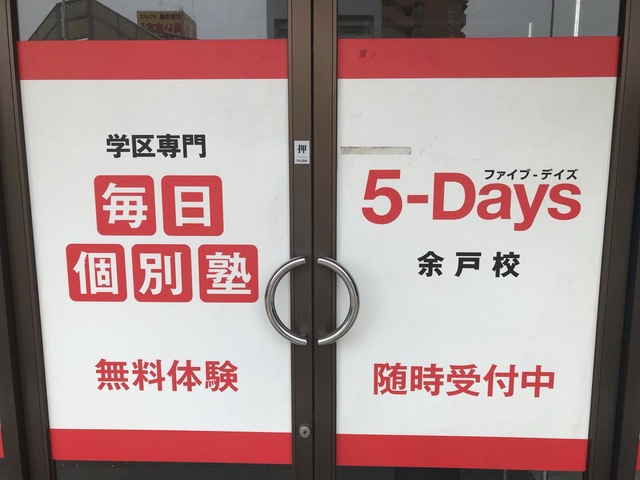 学区専門
毎日
個別塾
無料体験
押
PUSH
ファイブ-デイズ
5-Days
余戸校
随時受付中